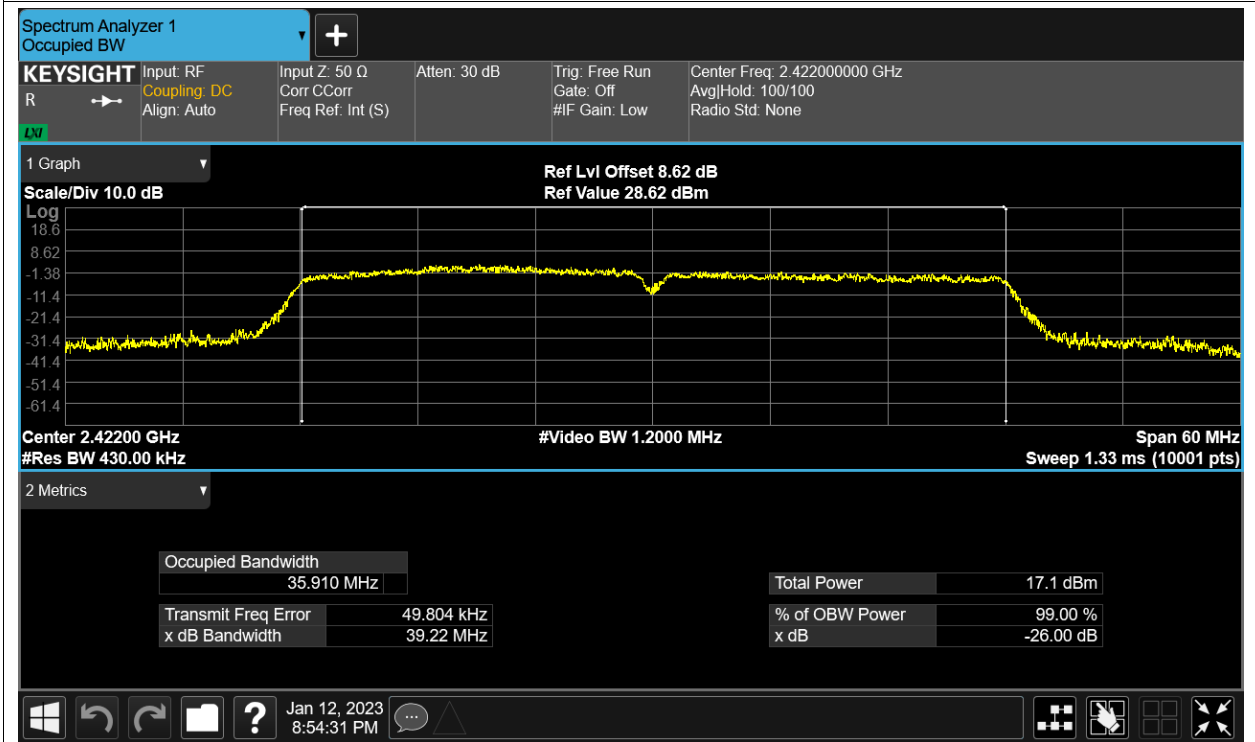 Spectrum Analyzer 1
Occupied BW
KEYSIGHT
R
LXI
Input: RF
Coupling: DC
Align: Auto
Input Z: 50 Ω
Corr CCorr
Freq Ref: Int (S)
Atten: 30 dB
Trig: Free Run
Gate: Off
#IF Gain: Low
Center Freq: 2.422000000 GHz
Avg|Hold: 100/100
Radio Std: None
1 Graph
Scale/Div 10.0 dB
Ref Lvl Offset 8.62 dB
Ref Value 28.62 dBm
Log
18.6
8.62
-1.38
-11.4
-21.4
-31.4
-41.4
-51.4
-61.4
Center 2.42200 GHz
#Video BW 1.2000 MHz
Span 60 MHz
#Res BW 430.00 kHz
Sweep 1.33 ms (10001 pts)
2 Metrics
Occupied Bandwidth
35.910 MHz
Total Power 17.1 dBm
Transmit Freq Error 49.804 kHz
% of OBW Power 99.00 %
x dB Bandwidth 39.22 MHz
x dB -26.00 dB
?
Jan 12, 2023
8:54:31 PM